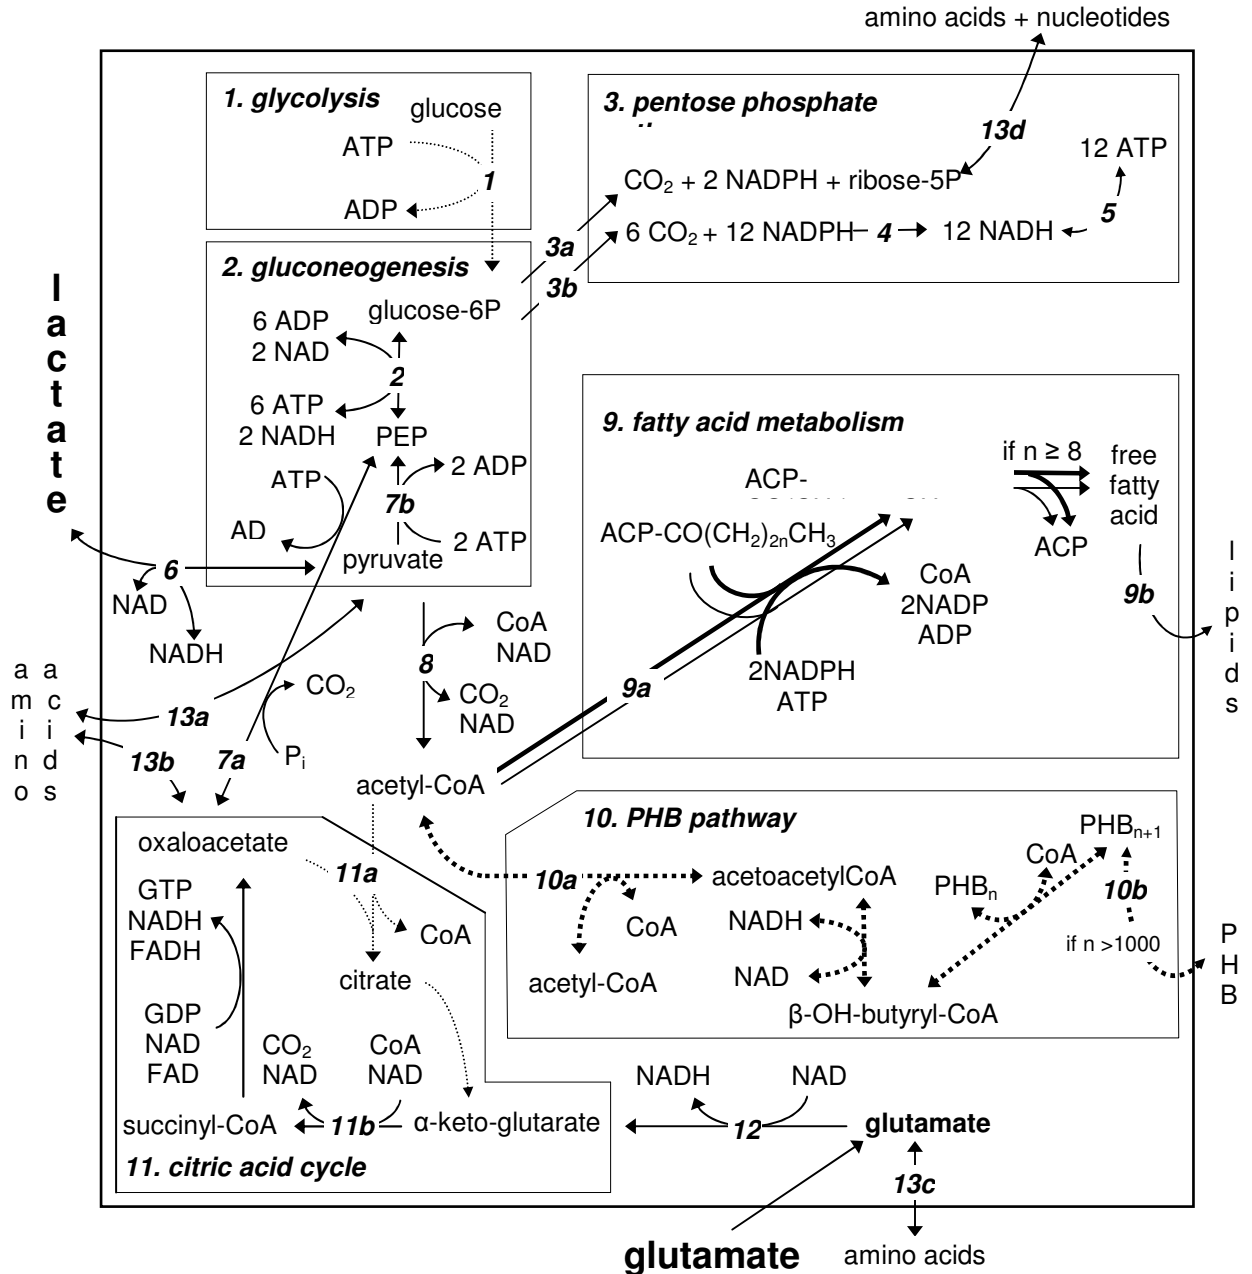 amino acids + nucleotides
1. glycolysis
glucose
ATP
1
ADP
3. pentose phosphate
13d
12 ATP
CO₂ + 2 NADPH + ribose-5P
5
6 CO₂ + 12 NADPH
4
12 NADH
3a
3b
2. gluconeogenesis
glucose-6P
6 ADP
2 NAD
2
6 ATP
2 NADH
PEP
ATP
2 ADP
7b
AD
2 ATP
pyruvate
lactate
6
NAD
NADH
8
CoA
NAD
CO₂
NAD
CO₂
13a
amino
acids
13b
7a
Pᵢ
acetyl-CoA
9. fatty acid metabolism
if n ≥ 8
free
fatty
acid
ACP-
ACP-CO(CH₂)₂ₙCH₃
ACP
CoA
2NADP
ADP
9b
lipids
9a
2NADPH
ATP
10. PHB pathway
PHBₙ₊₁
CoA
10a
acetoacetylCoA
PHBₙ
10b
CoA
NADH
if n >1000
PHB
acetyl-CoA
NAD
β-OH-butyryl-CoA
oxaloacetate
11a
GTP
NADH
FADH
CoA
citrate
GDP
NAD
FAD
CO₂
NAD
CoA
NAD
succinyl-CoA
11b
α-keto-glutarate
11. citric acid cycle
NADH
NAD
12
glutamate
13c
glutamate
amino acids